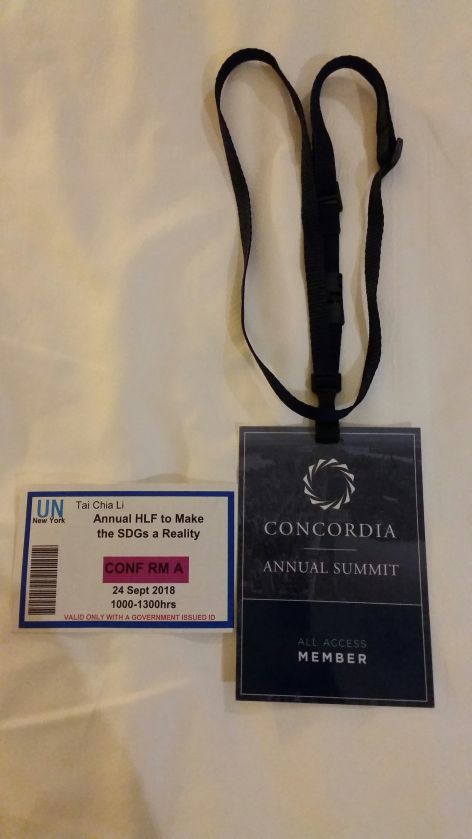 UN
New York
Tai Chia Li
Annual HLF to Make
the SDGs a Reality
CONF RM A
24 Sept 2018
1000-1300hrs
VALID ONLY WITH A GOVERNMENT ISSUED ID
CONCORDIA
ANNUAL SUMMIT
ALL ACCESS
MEMBER